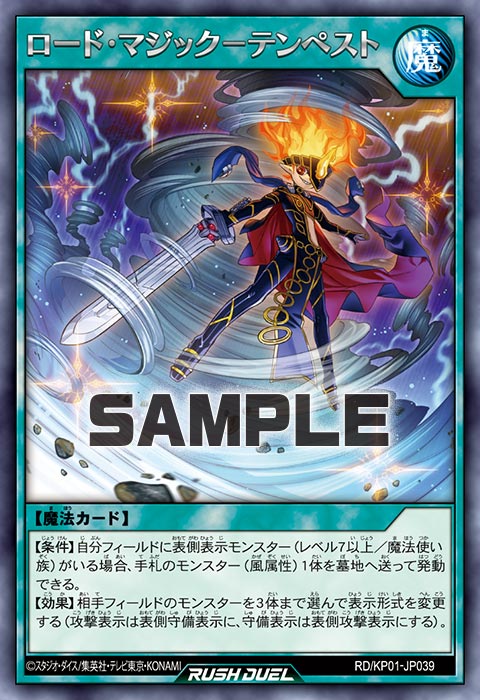 ロード・マジックーテンペスト
魔
ま
SAMPLE
【魔法カード】
【条件】自分フィールドに表側表示モンスター(レベル7以上/魔法使い
族)がいる場合、手札のモンスター(風属性)1体を墓地へ送って発動
できる。
【効果】相手フィールドのモンスターを3体まで選んで表示形式を変更
する(攻撃表示は表側守備表示に、守備表示は表側攻撃表示にする)。
©スタジオ・ダイス/集英社・テレビ東京・KONAMI
RUSH DUEL
RD/KP01-JP039